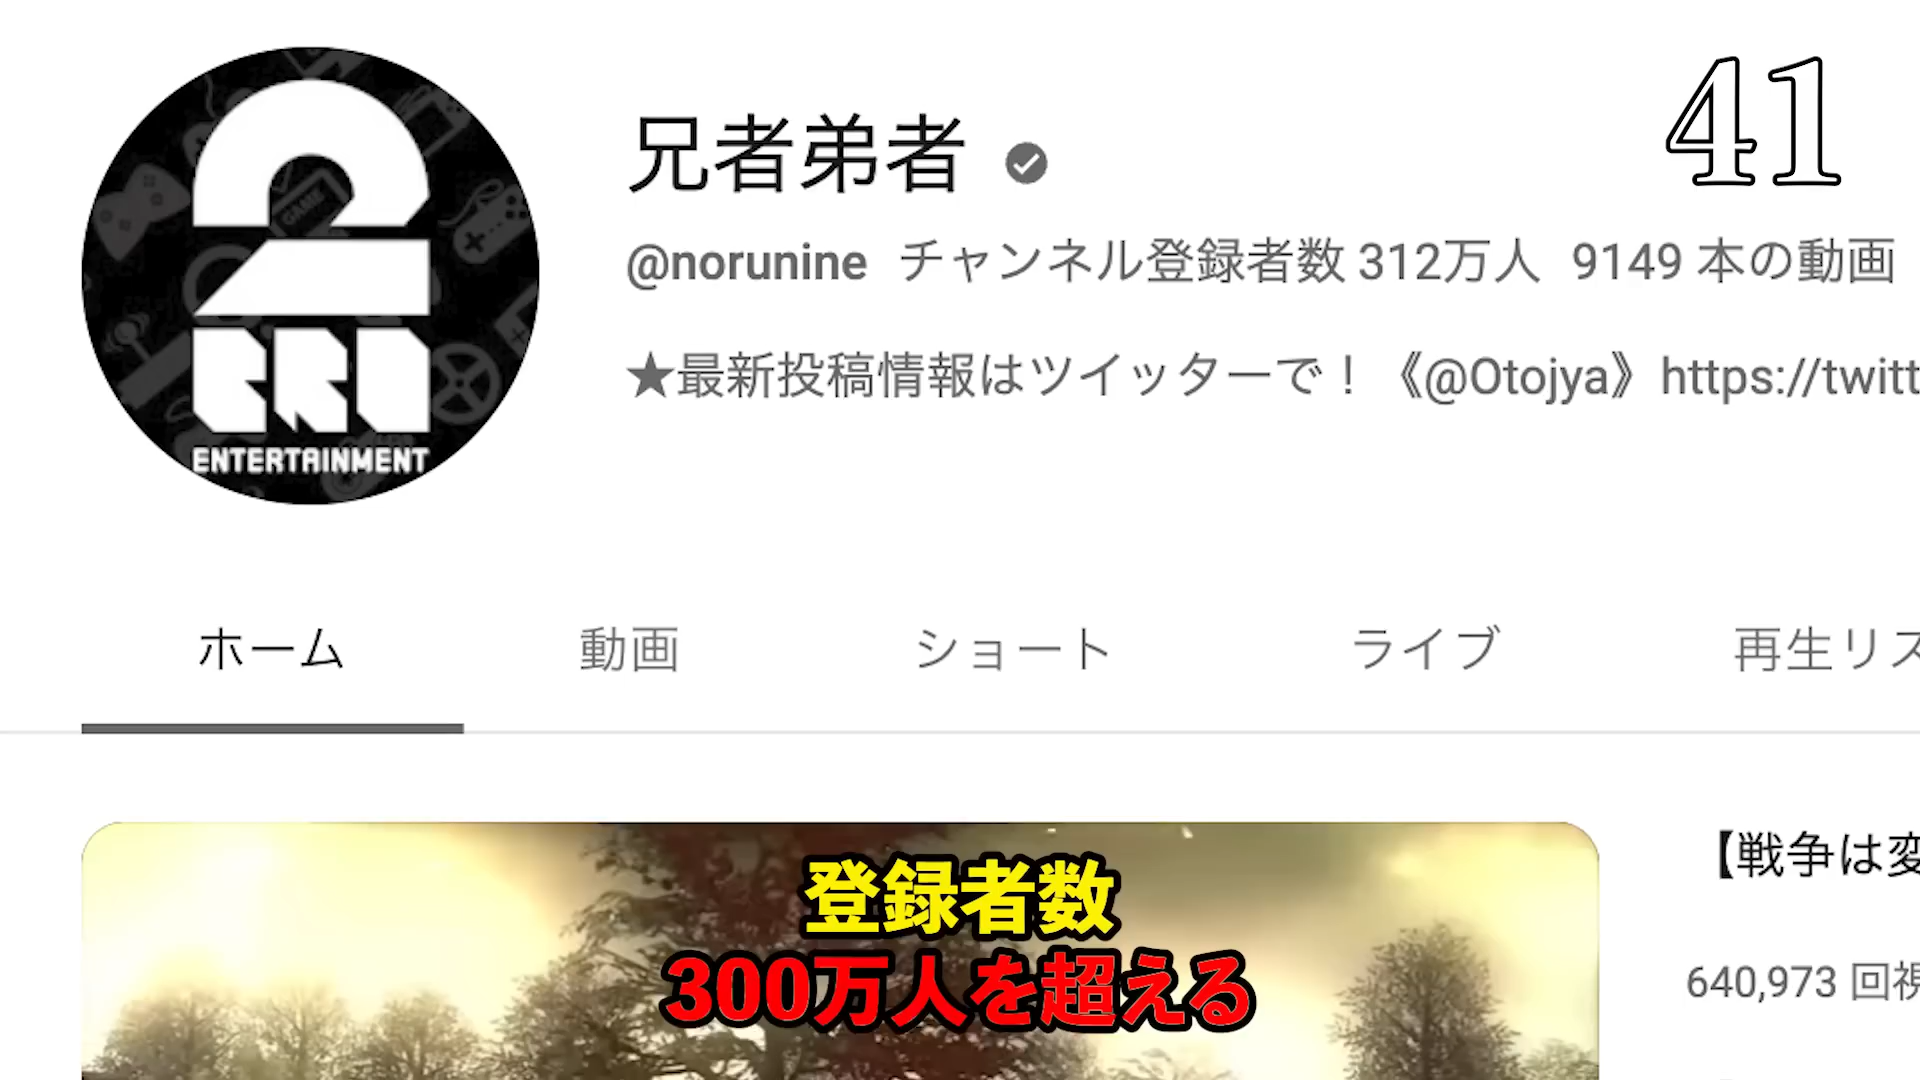 41
兄者弟者
@norunine チャンネル登録者数 312万人 9149 本の動画
★最新投稿情報はツイッターで！《@Otojya》https://twitt
2
BRO
ENTERTAINMENT
ホーム 動画 ショート ライブ 再生リス
【戦争は変
640,973 回視
登録者数
300万人を超える